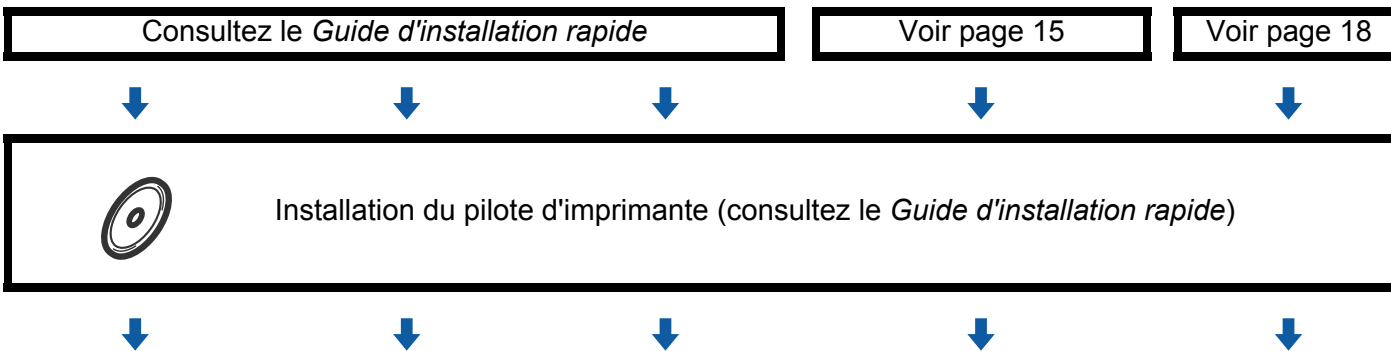 Consultez le Guide d'installation rapide
Voir page 15
Voir page 18
Installation du pilote d'imprimante (consultez le Guide d'installation rapide)